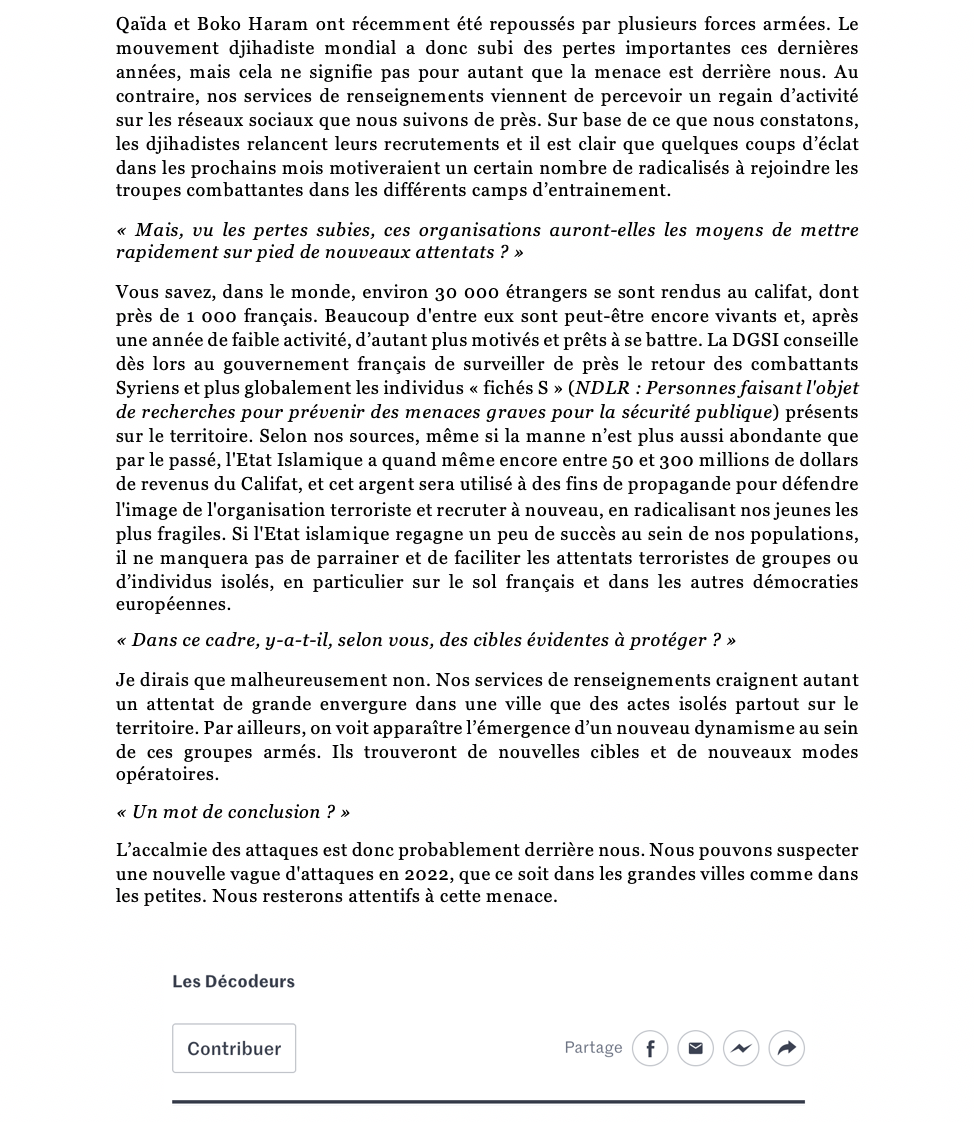 Qaïda et Boko Haram ont récemment été repoussés par plusieurs forces armées. Le
mouvement djihadiste mondial a donc subi des pertes importantes ces dernières
années, mais cela ne signifie pas pour autant que la menace est derrière nous. Au
contraire, nos services de renseignements viennent de percevoir un regain d’activité
sur les réseaux sociaux que nous suivons de près. Sur base de ce que nous constatons,
les djihadistes relancent leurs recrutements et il est clair que quelques coups d’éclat
dans les prochains mois motiveraient un certain nombre de radicalisés à rejoindre les
troupes combattantes dans les différents camps d’entrainement.
« Mais, vu les pertes subies, ces organisations auront-elles les moyens de mettre
rapidement sur pied de nouveaux attentats ? »
Vous savez, dans le monde, environ 30 000 étrangers se sont rendus au califat, dont
près de 1 000 français. Beaucoup d'entre eux sont peut-être encore vivants et, après
une année de faible activité, d’autant plus motivés et prêts à se battre. La DGSI conseille
dès lors au gouvernement français de surveiller de près le retour des combattants
Syriens et plus globalement les individus « fichés S » (NDLR : Personnes faisant l'objet
de recherches pour prévenir des menaces graves pour la sécurité publique) présents
sur le territoire. Selon nos sources, même si la manne n’est plus aussi abondante que
par le passé, l'Etat Islamique a quand même encore entre 50 et 300 millions de dollars
de revenus du Califat, et cet argent sera utilisé à des fins de propagande pour défendre
l'image de l'organisation terroriste et recruter à nouveau, en radicalisant nos jeunes les
plus fragiles. Si l'Etat islamique regagne un peu de succès au sein de nos populations,
il ne manquera pas de parrainer et de faciliter les attentats terroristes de groupes ou
d’individus isolés, en particulier sur le sol français et dans les autres démocraties
européennes.
« Dans ce cadre, y-a-t-il, selon vous, des cibles évidentes à protéger ? »
Je dirais que malheureusement non. Nos services de renseignements craignent autant
un attentat de grande envergure dans une ville que des actes isolés partout sur le
territoire. Par ailleurs, on voit apparaître l’émergence d’un nouveau dynamisme au sein
de ces groupes armés. Ils trouveront de nouvelles cibles et de nouveaux modes
opératoires.
« Un mot de conclusion ? »
L’accalmie des attaques est donc probablement derrière nous. Nous pouvons suspecter
une nouvelle vague d'attaques en 2022, que ce soit dans les grandes villes comme dans
les petites. Nous resterons attentifs à cette menace.
Les Décodeurs
Contribuer
Partage